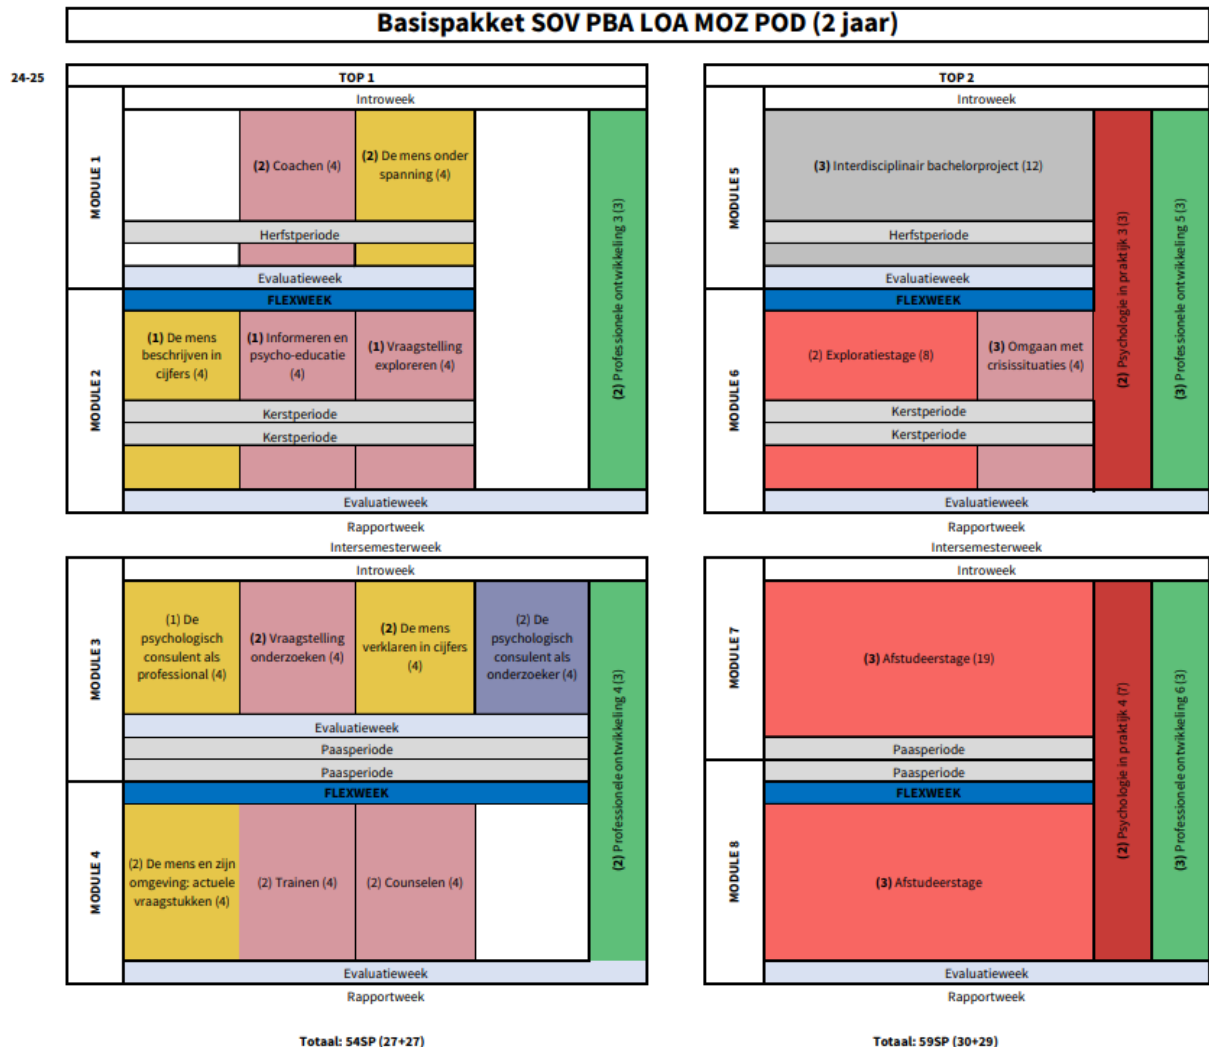 Basispakket SOV PBA LOA MOZ POD (2 jaar)
24-25
TOP 1
Introweek
MODULE 1
(2) Coachen (4)
(2) De mens onder
spanning (4)
Herfstperiode
Evaluatieweek
FLEXWEEK
MODULE 2
(1) De mens
beschrijven in
cijfers (4)
(1) Informeren en
psycho-educatie
(4)
(1) Vraagstelling
exploreren (4)
Kerstperiode
Kerstperiode
(2) Professionele ontwikkeling 3 (3)
Evaluatieweek
Rapportweek
Intersemesterweek
Introweek
MODULE 3
(1) De
psychologisch
consulent als
professional (4)
(2) Vraagstelling
onderzoeken (4)
(2) De mens
verklaren in cijfers
(4)
(2) De
psychologisch
consulent als
onderzoeker (4)
Evaluatieweek
Paasperiode
Paasperiode
FLEXWEEK
MODULE 4
(2) De mens en zijn
omgeving: actuele
vraagstukken (4)
(2) Trainen (4)
(2) Counselen (4)
(2) Professionele ontwikkeling 4 (3)
Evaluatieweek
Rapportweek
Totaal: 54SP (27+27)
TOP 2
Introweek
MODULE 5
(3) Interdisciplinair bachelorproject (12)
Herfstperiode
Evaluatieweek
FLEXWEEK
MODULE 6
(2) Exploratiestage (8)
(3) Omgaan met
crisissituaties (4)
Kerstperiode
Kerstperiode
(2) Psychologie in praktijk 3 (3)
(3) Professionele ontwikkeling 5 (3)
Evaluatieweek
Rapportweek
Intersemesterweek
Introweek
MODULE 7
(3) Afstudeerstage (19)
Paasperiode
Paasperiode
FLEXWEEK
MODULE 8
(3) Afstudeerstage
(2) Psychologie in praktijk 4 (7)
(3) Professionele ontwikkeling 6 (3)
Evaluatieweek
Rapportweek
Totaal: 59SP (30+29)